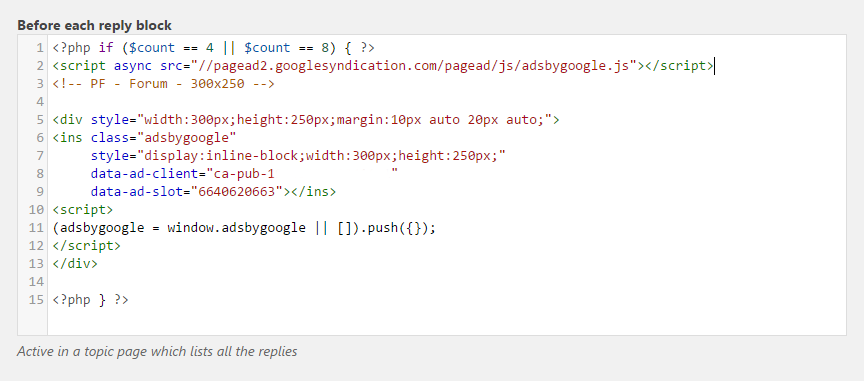 Before each reply block
1 <?php if ($count == 4 || $count == 8) { ?>
2 <script async src="//pagead2.googlesyndication.com/pagead/js/adsbygoogle.js"></script>
3 <!-- PF - Forum - 300x250 -->
4
5 <div style="width:300px;height:250px;margin:10px auto 20px auto;">
6 <ins class="adsbygoogle"
7      style="display:inline-block;width:300px;height:250px;"
8      data-ad-client="ca-pub-1               "
9      data-ad-slot="6640620663"></ins>
10 <script>
11 (adsbygoogle = window.adsbygoogle || []).push({});
12 </script>
13 </div>
14
15 <?php } ?>
Active in a topic page which lists all the replies